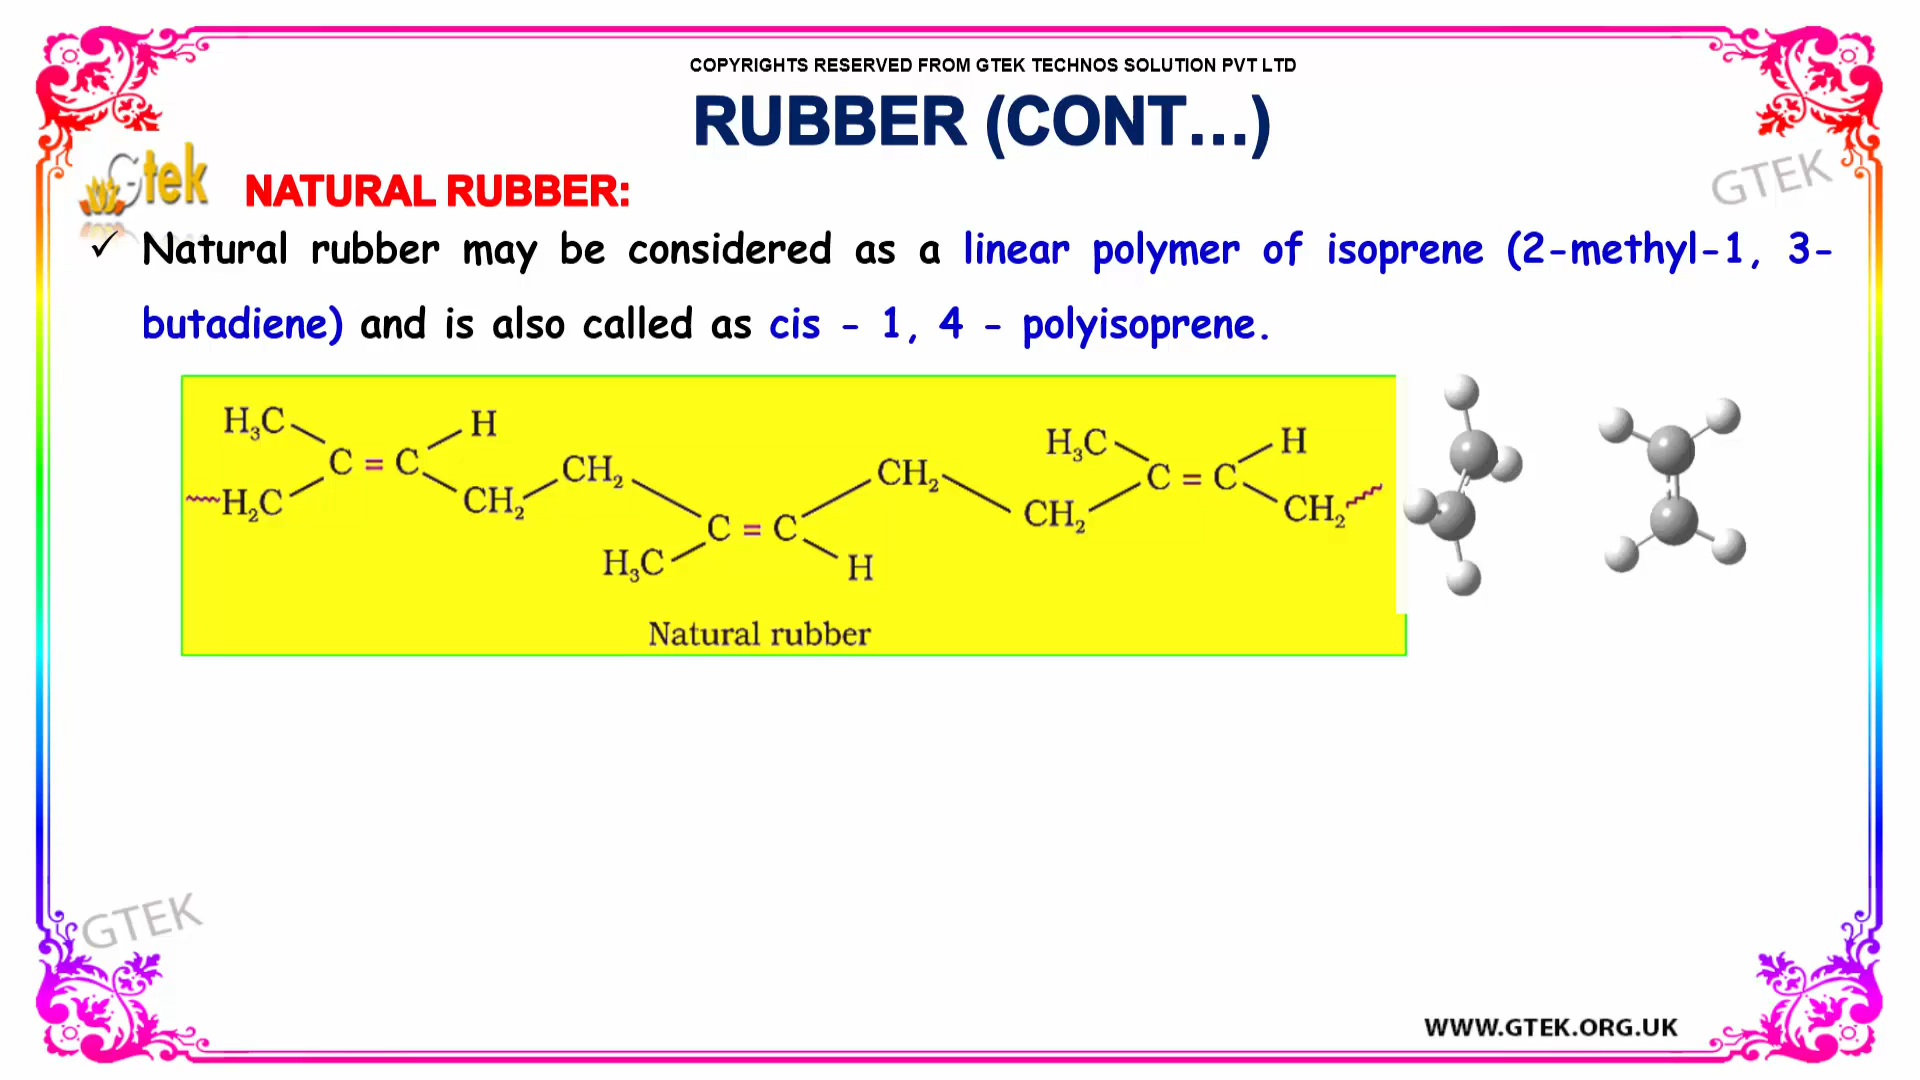 COPYRIGHTS RESERVED FROM GTEK TECHNOS SOLUTION PVT LTD
RUBBER (CONT...)
Gtek
GTEK
NATURAL RUBBER:
✓ Natural rubber may be considered as a linear polymer of isoprene (2-methyl-1, 3-
butadiene) and is also called as cis - 1, 4 - polyisoprene.
H₃C H
C = C
H₂C CH₂ CH₂
C = C
H₃C H
CH₂ CH₂
H₃C H
C = C
CH₂
Natural rubber
GTEK
WWW.GTEK.ORG.UK